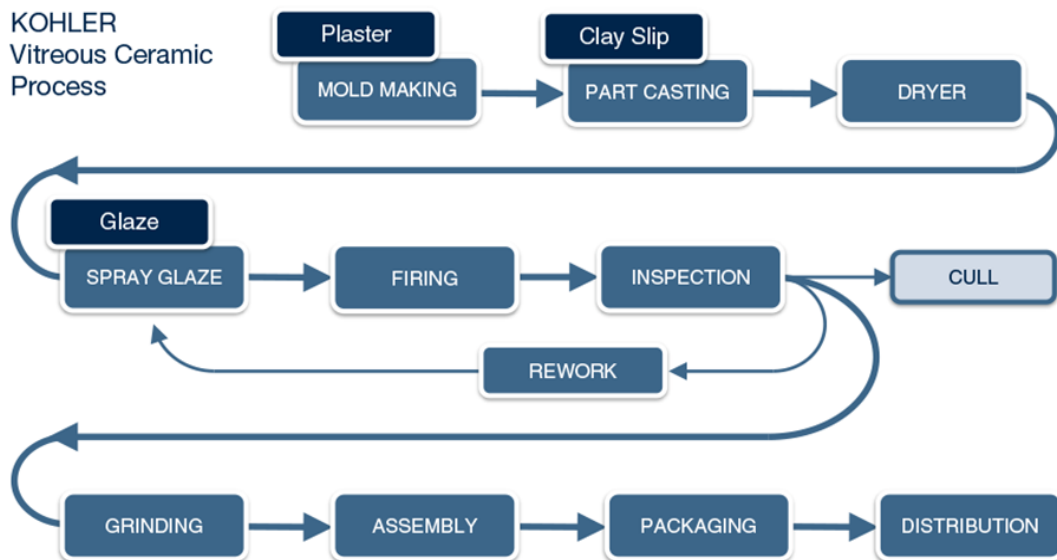 KOHLER
Vitreous Ceramic
Process
Plaster
MOLD MAKING
Clay Slip
PART CASTING
DRYER
Glaze
SPRAY GLAZE
FIRING
INSPECTION
CULL
REWORK
GRINDING
ASSEMBLY
PACKAGING
DISTRIBUTION